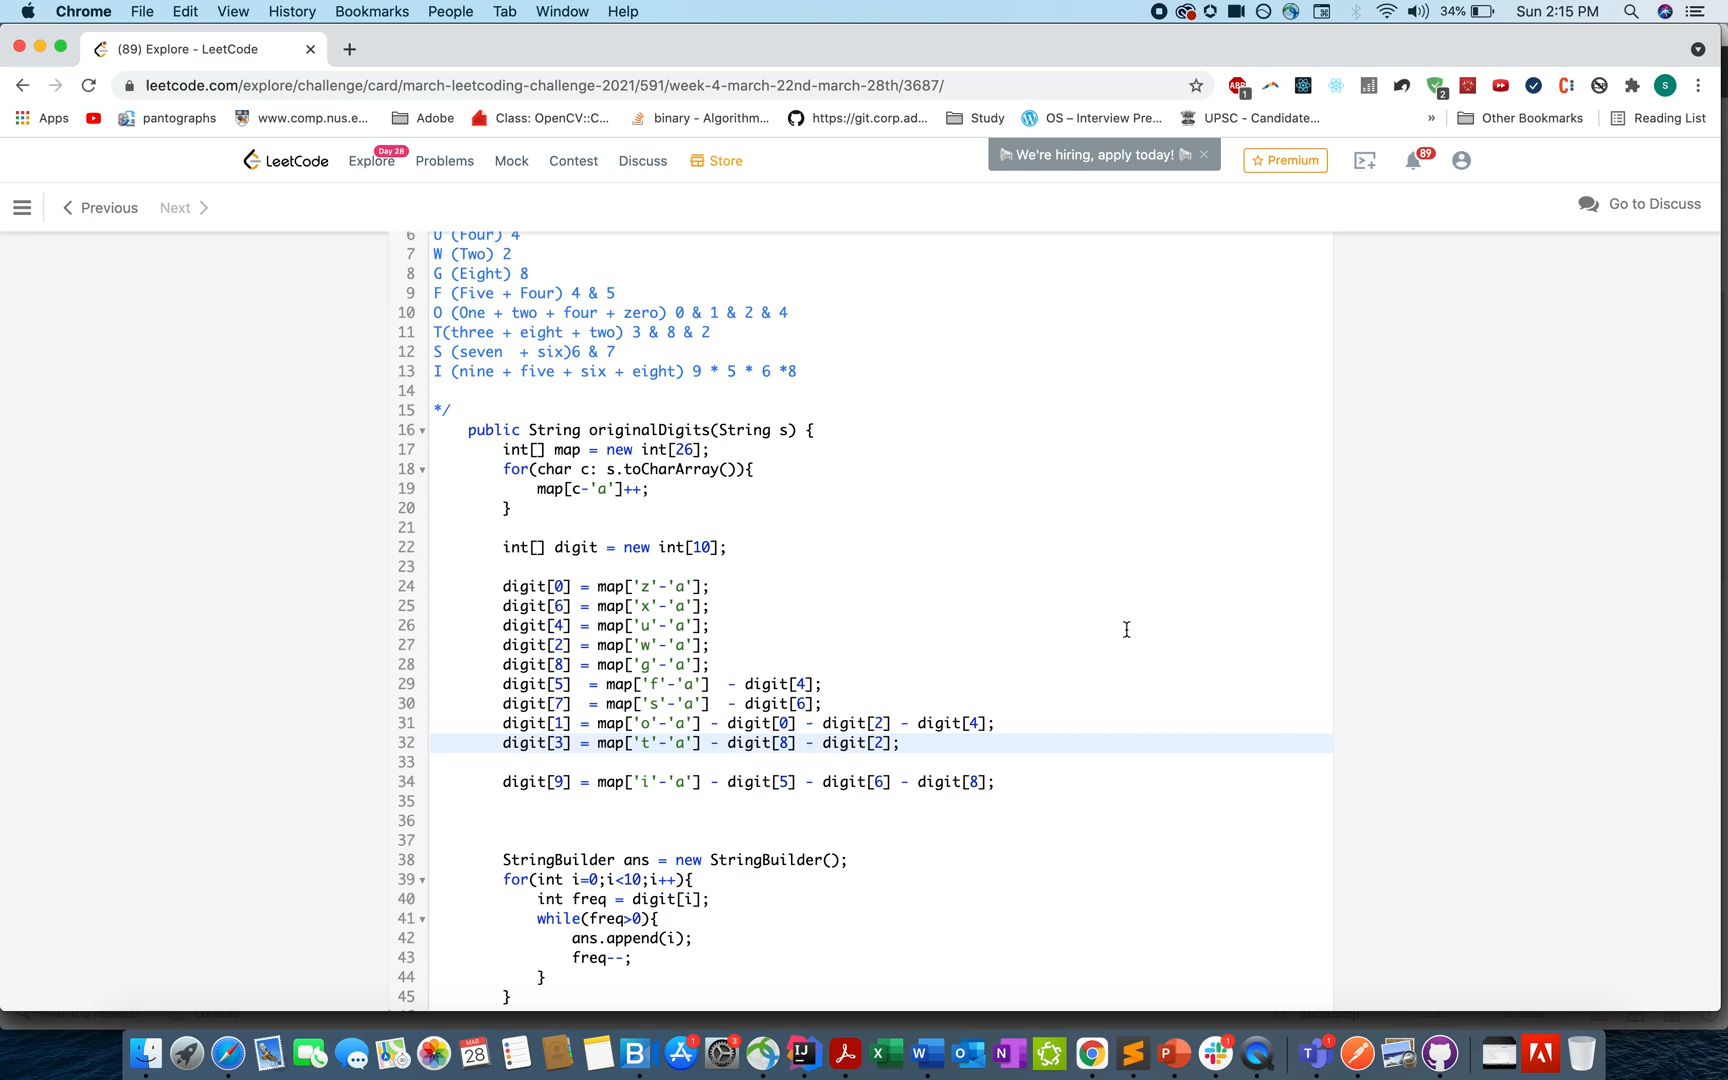 Chrome File Edit View History Bookmarks People Tab Window Help 34% Sun 2:15 PM
(89) Explore - LeetCode
leetcode.com/explore/challenge/card/march-leetcoding-challenge-2021/591/week-4-march-22nd-march-28th/3687/
Apps pantographs www.comp.nus.e... Adobe Class: OpenCV::C... binary - Algorithm... https://git.corp.ad... Study OS – Interview Pre... UPSC - Candidate... » Other Bookmarks Reading List
LeetCode Explore Day 28 Problems Mock Contest Discuss Store We're hiring, apply today! Premium 89
Previous Next Go to Discuss
6 U (Four) 4
7 W (Two) 2
8 G (Eight) 8
9 F (Five + Four) 4 & 5
10 O (One + two + four + zero) 0 & 1 & 2 & 4
11 T(three + eight + two) 3 & 8 & 2
12 S (seven  + six)6 & 7
13 I (nine + five + six + eight) 9 * 5 * 6 *8
14
15 */
16 public String originalDigits(String s) {
17 int[] map = new int[26];
18 for(char c: s.toCharArray()){
19 map[c-'a']++;
20 }
21
22 int[] digit = new int[10];
23
24 digit[0] = map['z'-'a'];
25 digit[6] = map['x'-'a'];
26 digit[4] = map['u'-'a'];
27 digit[2] = map['w'-'a'];
28 digit[8] = map['g'-'a'];
29 digit[5]  = map['f'-'a']  - digit[4];
30 digit[7]  = map['s'-'a']  - digit[6];
31 digit[1] = map['o'-'a'] - digit[0] - digit[2] - digit[4];
32 digit[3] = map['t'-'a'] - digit[8] - digit[2];
33
34 digit[9] = map['i'-'a'] - digit[5] - digit[6] - digit[8];
35
36
37
38 StringBuilder ans = new StringBuilder();
39 for(int i=0;i<10;i++){
40 int freq = digit[i];
41 while(freq>0){
42 ans.append(i);
43 freq--;
44 }
45 }